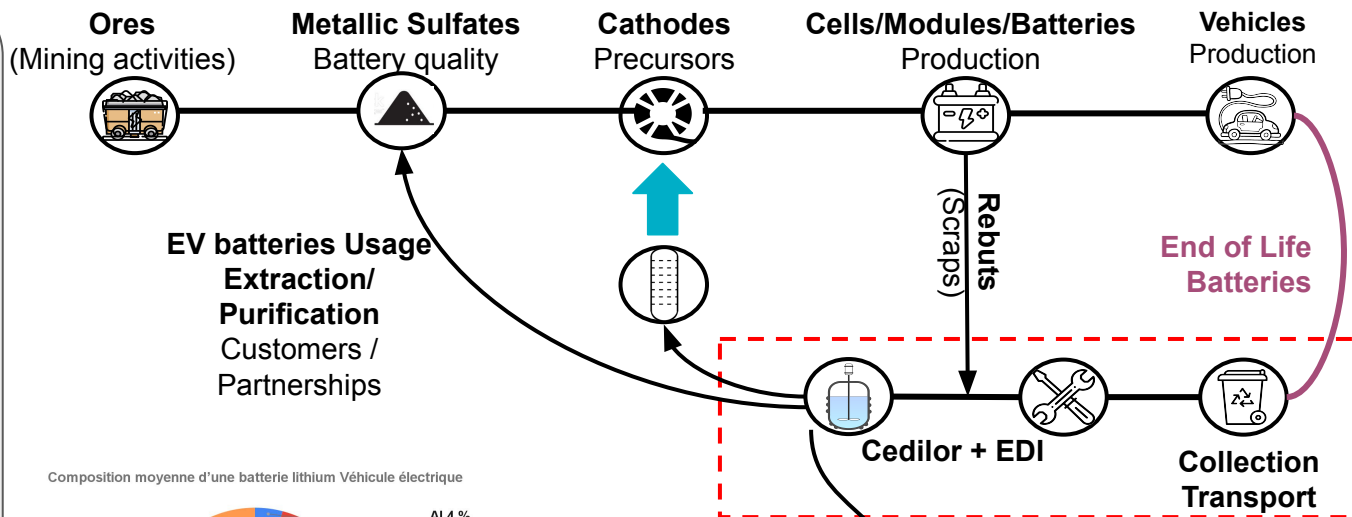 Ores
(Mining activities)
Metallic Sulfates
Battery quality
Cathodes
Precursors
Cells/Modules/Batteries
Production
Vehicles
Production
EV batteries Usage
Extraction/
Purification
Customers /
Partnerships
Rebuts
(Scraps)
End of Life
Batteries
Cedilor + EDI
Collection
Transport
Composition moyenne d'une batterie lithium Véhicule électrique
Al 4 %